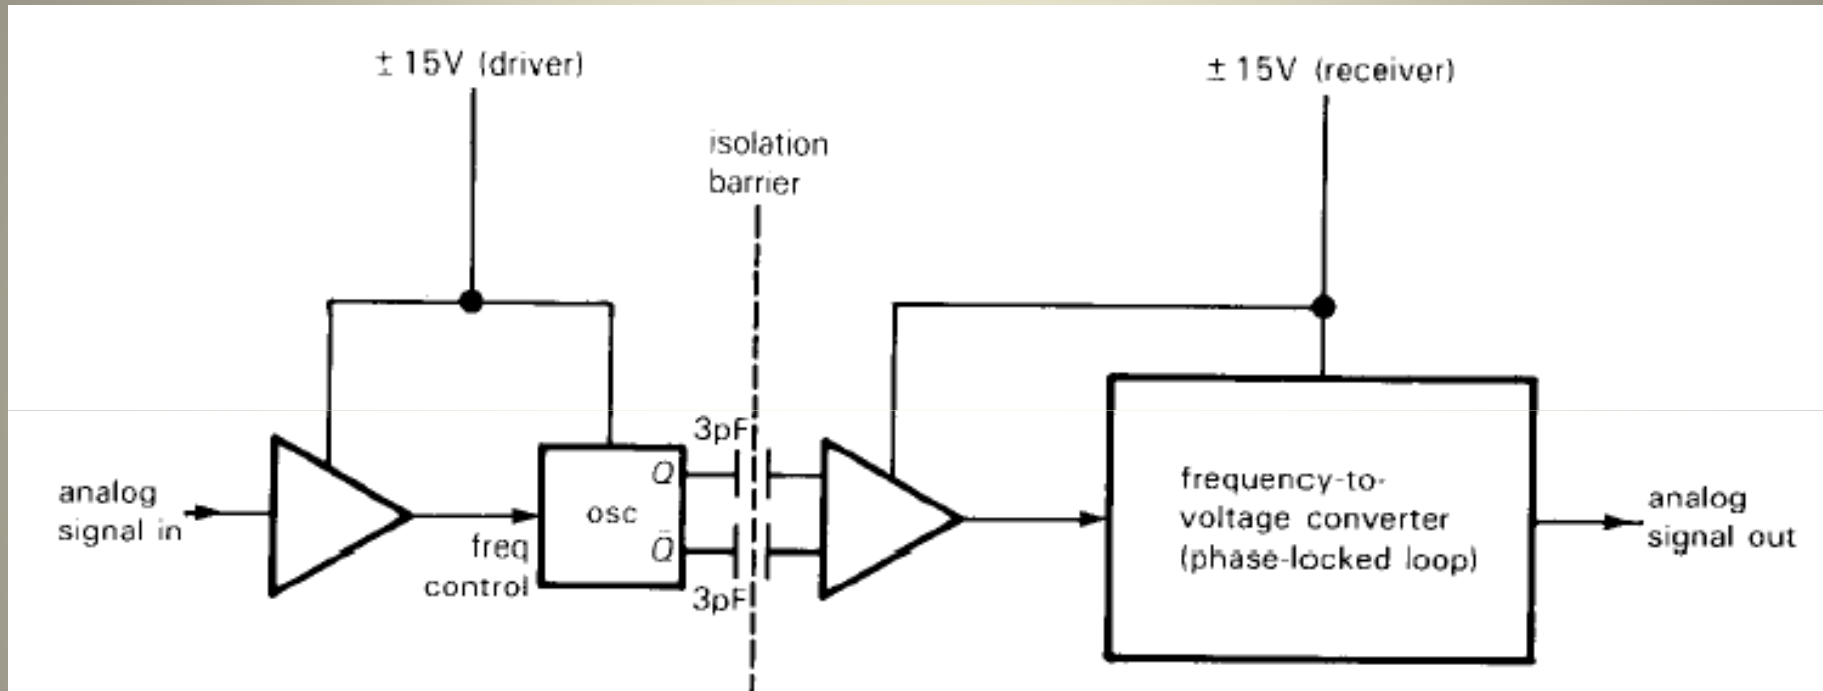 ± 15V (driver)
± 15V (receiver)
isolation
barrier
3pF
analog
signal in
freq
control
osc
Q
Q̅
3pF
frequency-to-
voltage converter
(phase-locked loop)
analog
signal out